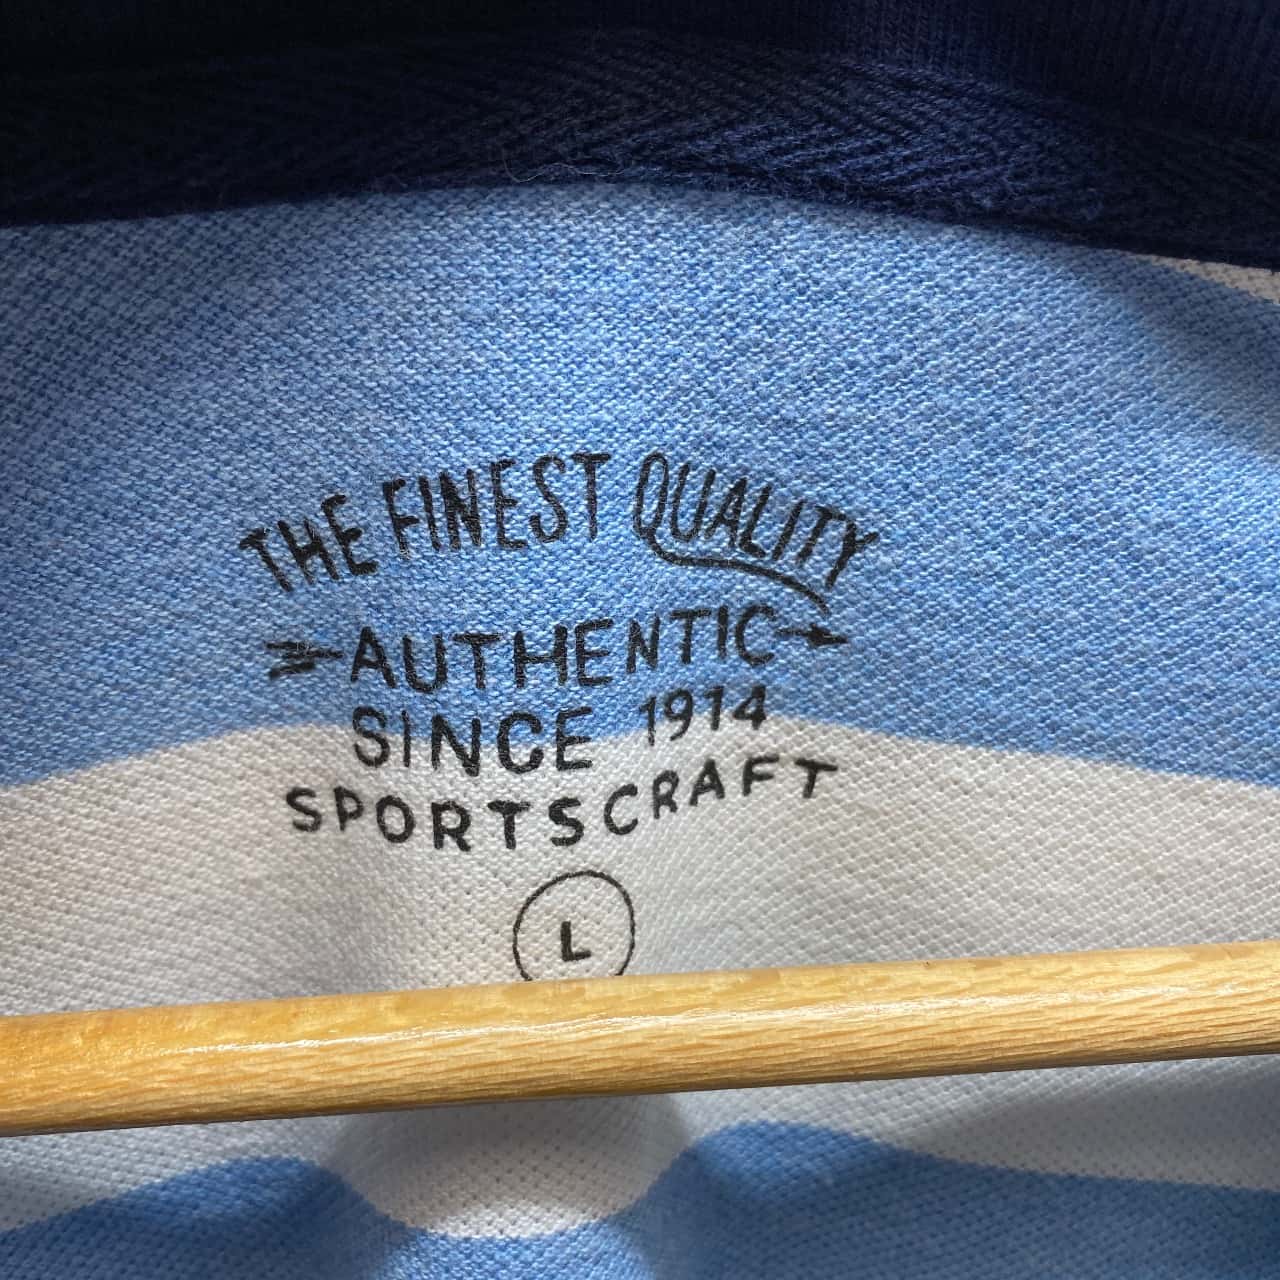 THE FINEST QUALITY
AUTHENTIC
SINCE 1914
SPORTSCRAFT
L